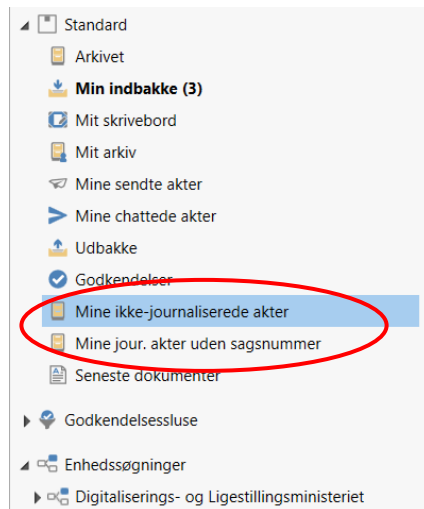 Standard
Arkivet
Min indbakke (3)
Mit skrivebord
Mit arkiv
Mine sendte akter
Mine chattede akter
Udbakke
Godkendelser
Mine ikke-journaliserede akter
Mine jour. akter uden sagsnummer
Seneste dokumenter
Godkendelsessluse
Enhedssøgninger
Digitaliserings- og Ligestillingsministeriet